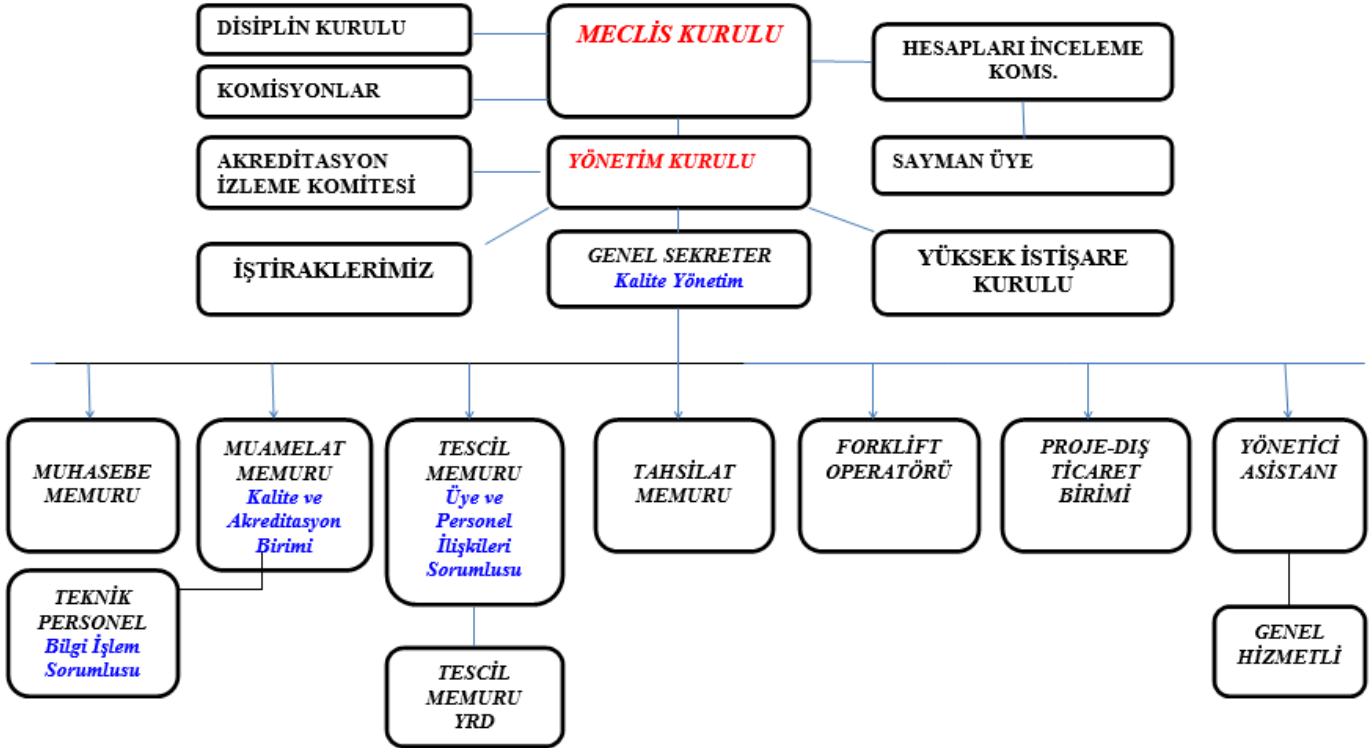 DİSİPLİN KURULU
MECLİS KURULU
HESAPLARI İNCELEME
KOMS.
KOMİSYONLAR
AKREDİTASYON
İZLEME KOMİTESİ
YÖNETİM KURULU
SAYMAN ÜYE
İŞTİRAKLERİMİZ
GENEL SEKRETER
Kalite Yönetim
YÜKSEK İSTİŞARE
KURULU
MUHASEBE
MEMURU
MUAMELAT
MEMURU
Kalite ve
Akreditasyon
Birimi
TESCİL
MEMURU
Üye ve
Personel
İlişkileri
Sorumlusu
TAHSİLAT
MEMURU
FORKLİFT
OPERATÖRÜ
PROJE-DIŞ
TİCARET
BİRİMİ
YÖNETİCİ
ASİSTANI
TEKNİK
PERSONEL
Bilgi İşlem
Sorumlusu
TESCİL
MEMURU
YRD
GENEL
HİZMETLİ